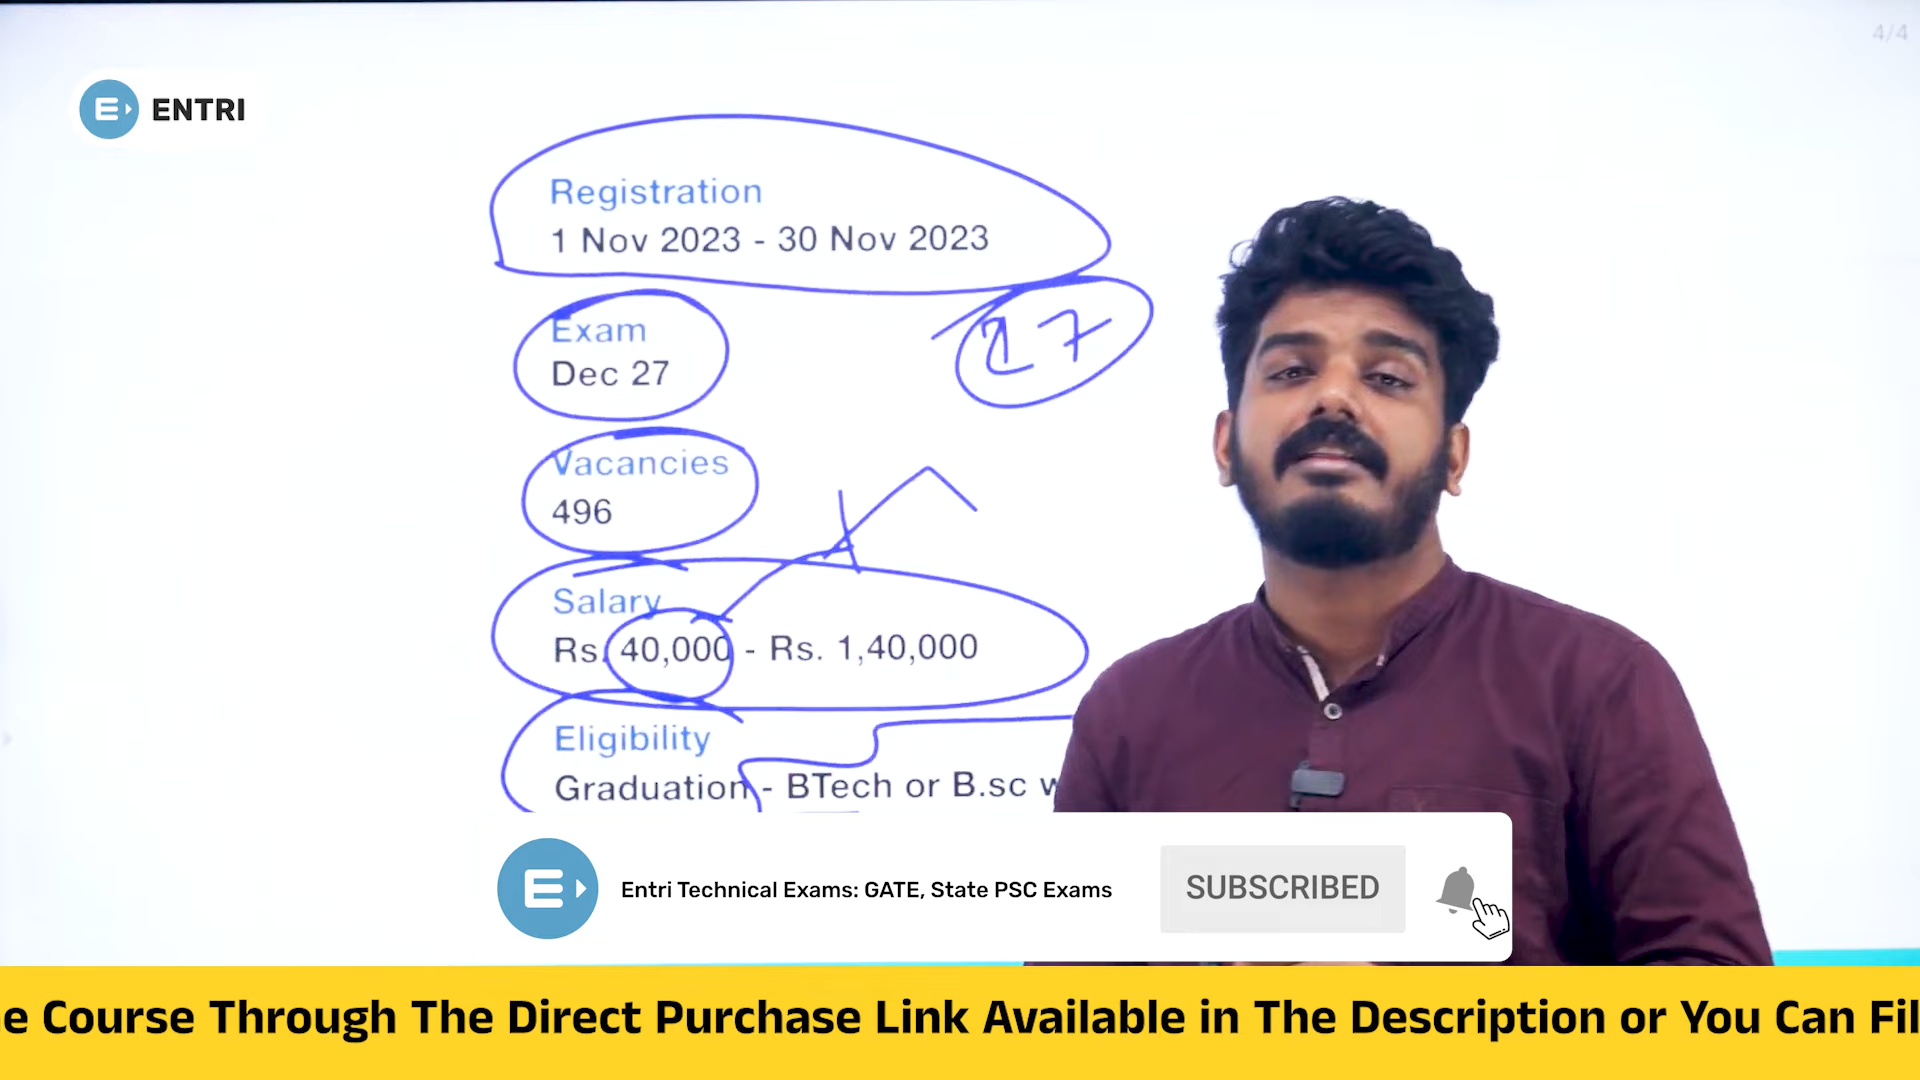 4/4
ENTRI
Registration
1 Nov 2023 - 30 Nov 2023
27
Exam
Dec 27
Vacancies
496
Salary
Rs. 40,000 - Rs. 1,40,000
Eligibility
Graduation - BTech or B.sc w
Entri Technical Exams: GATE, State PSC Exams
SUBSCRIBED
e Course Through The Direct Purchase Link Available in The Description or You Can Fil